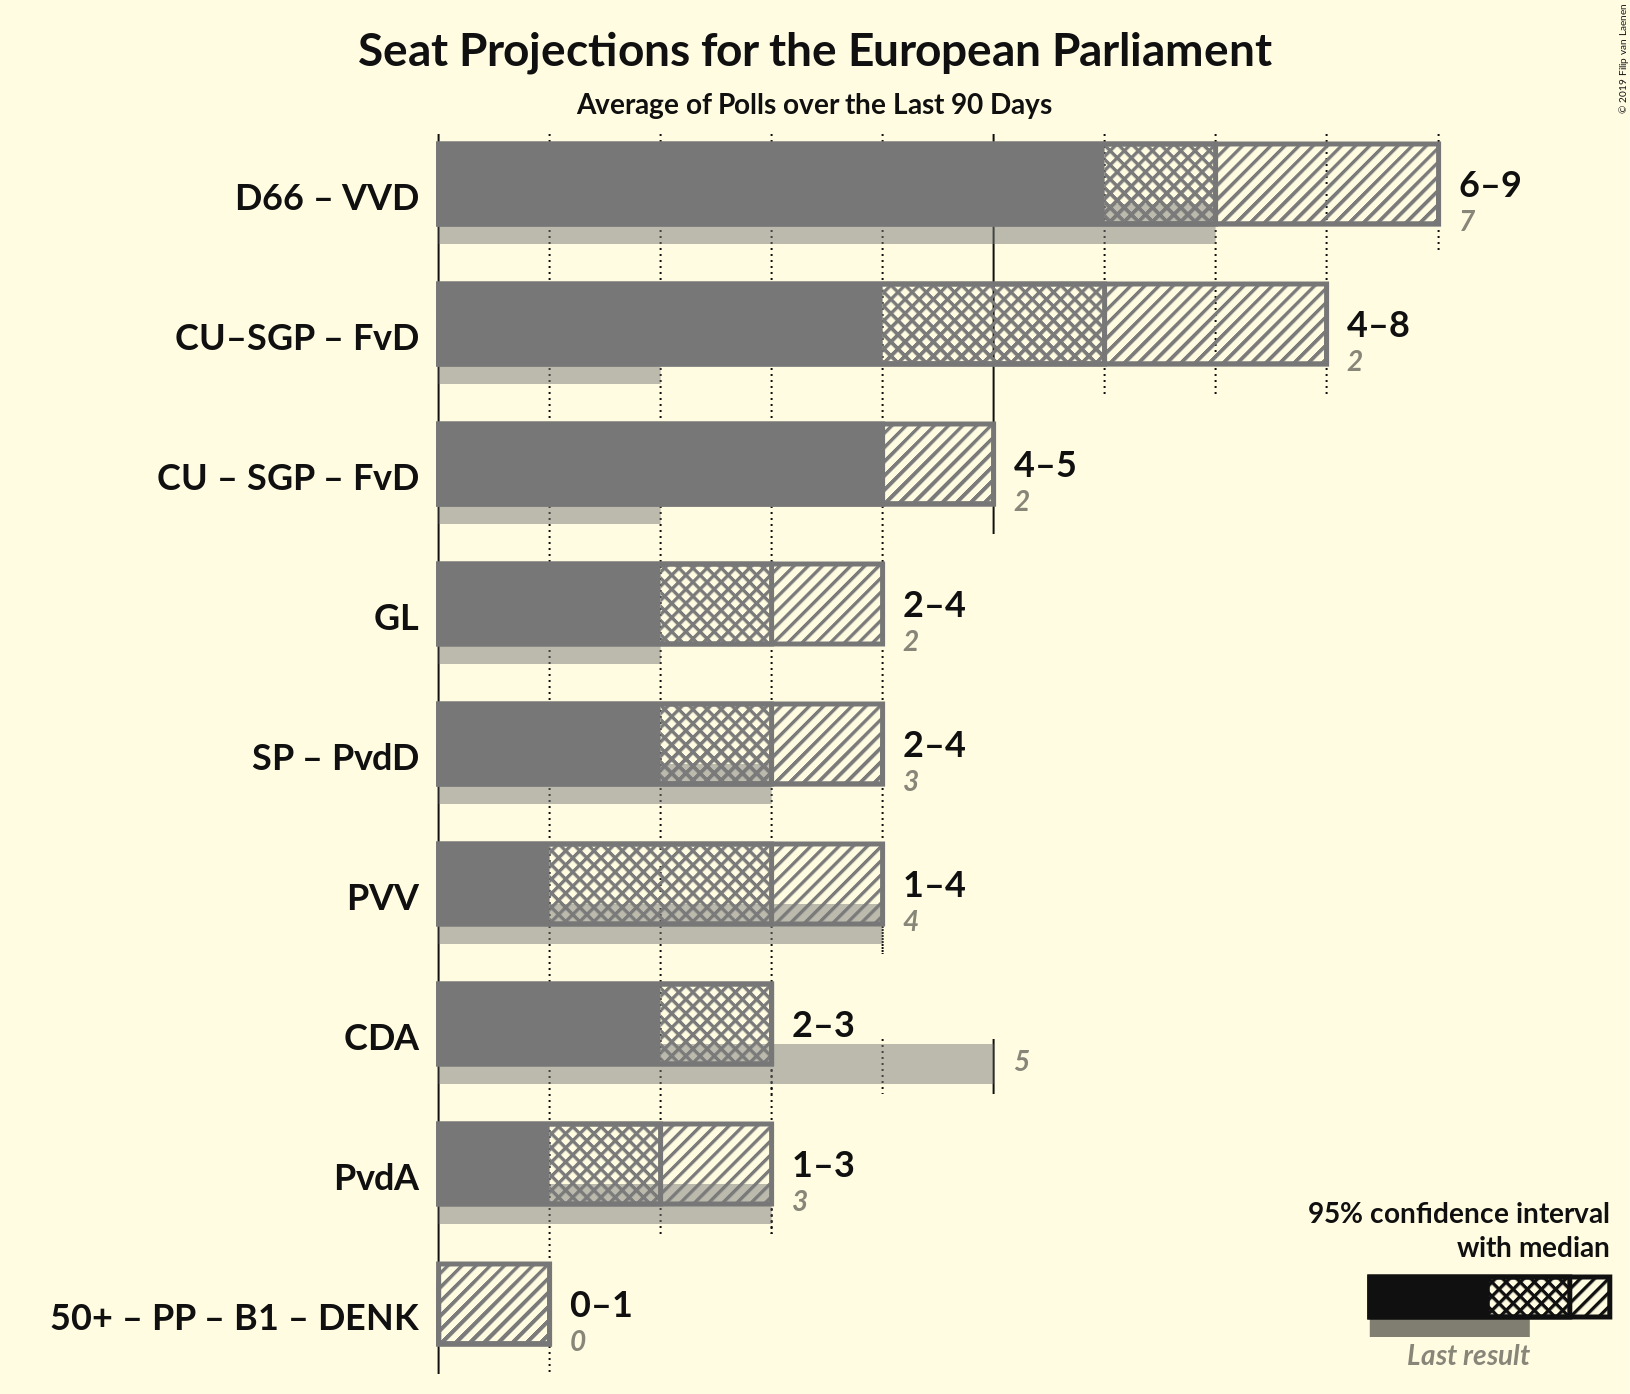 Seat Projections for the European Parliament
Average of Polls over the Last 90 Days
© 2019 Filip van Laenen
D66 – VVD
6–9
7
CU–SGP – FvD
4–8
2
CU – SGP – FvD
4–5
2
GL
2–4
2
SP – PvdD
2–4
3
PVV
1–4
4
CDA
2–3
5
PvdA
1–3
3
50+ – PP – B1 – DENK
0–1
0
95% confidence interval
with median
Last result